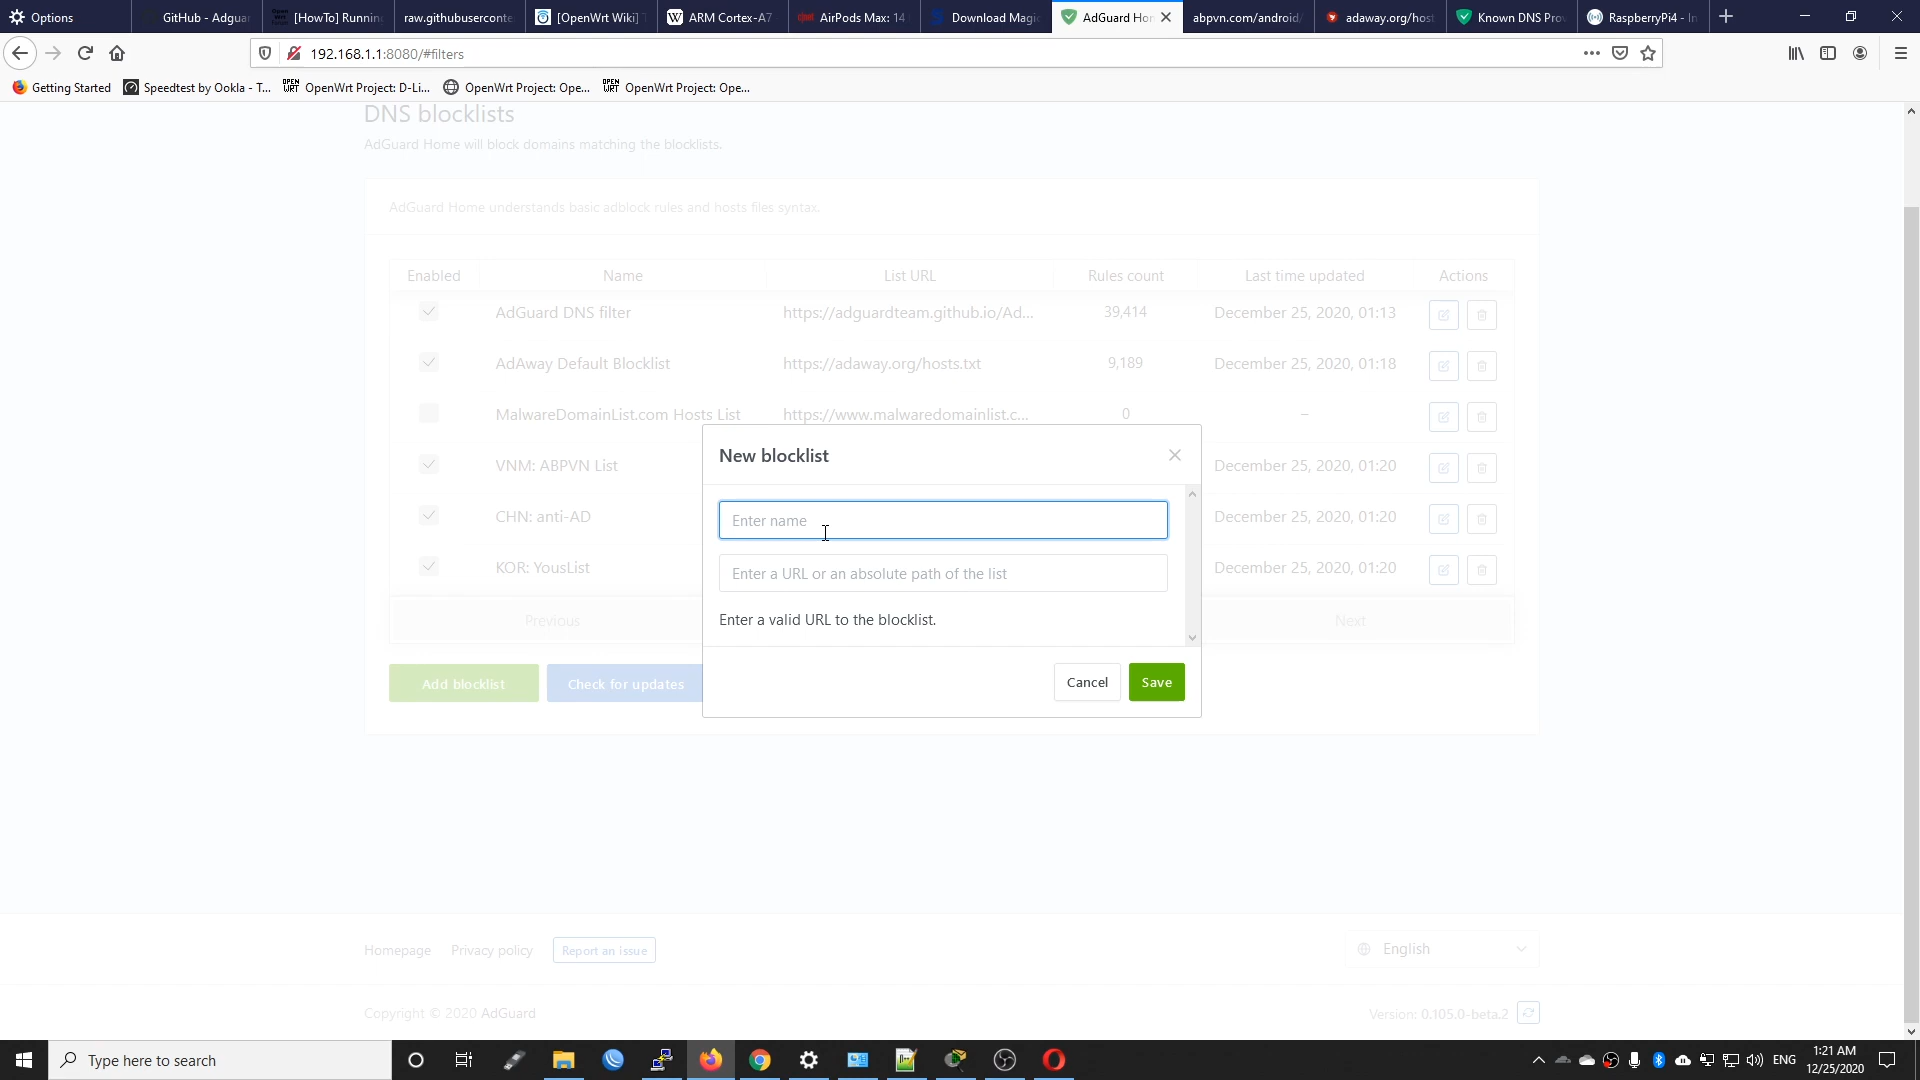 Options
GitHub - Adguar
[HowTo] Runnin
raw.githubuserconte
[OpenWrt Wiki] T
ARM Cortex-A7
AirPods Max: 14
Download Magic
AdGuard Hom
abpvn.com/android/
adaway.org/host
Known DNS Prov
RaspberryPi4 - In
192.168.1.1:8080/#filters
Getting Started
Speedtest by Ookla - T...
OpenWrt Project: D-Li...
OpenWrt Project: Ope...
OpenWrt Project: Ope...
DNS blocklists
AdGuard Home will block domains matching the blocklists.
AdGuard Home understands basic adblock rules and hosts files syntax.
Enabled Name List URL Rules count Last time updated Actions
AdGuard DNS filter https://adguardteam.github.io/Ad... 39,414 December 25, 2020, 01:13
AdAway Default Blocklist https://adaway.org/hosts.txt 9,189 December 25, 2020, 01:18
MalwareDomainList.com Hosts List https://www.malwaredomainlist.c... 0 –
VNM: ABPVN List December 25, 2020, 01:20
CHN: anti-AD December 25, 2020, 01:20
KOR: YousList December 25, 2020, 01:20
Previous Next
Add blocklist Check for updates
New blocklist
Enter name
Enter a URL or an absolute path of the list
Enter a valid URL to the blocklist.
Cancel Save
Homepage Privacy policy Report an issue English
Copyright © 2020 AdGuard Version: 0.105.0-beta.2
Type here to search
ENG
1:21 AM
12/25/2020